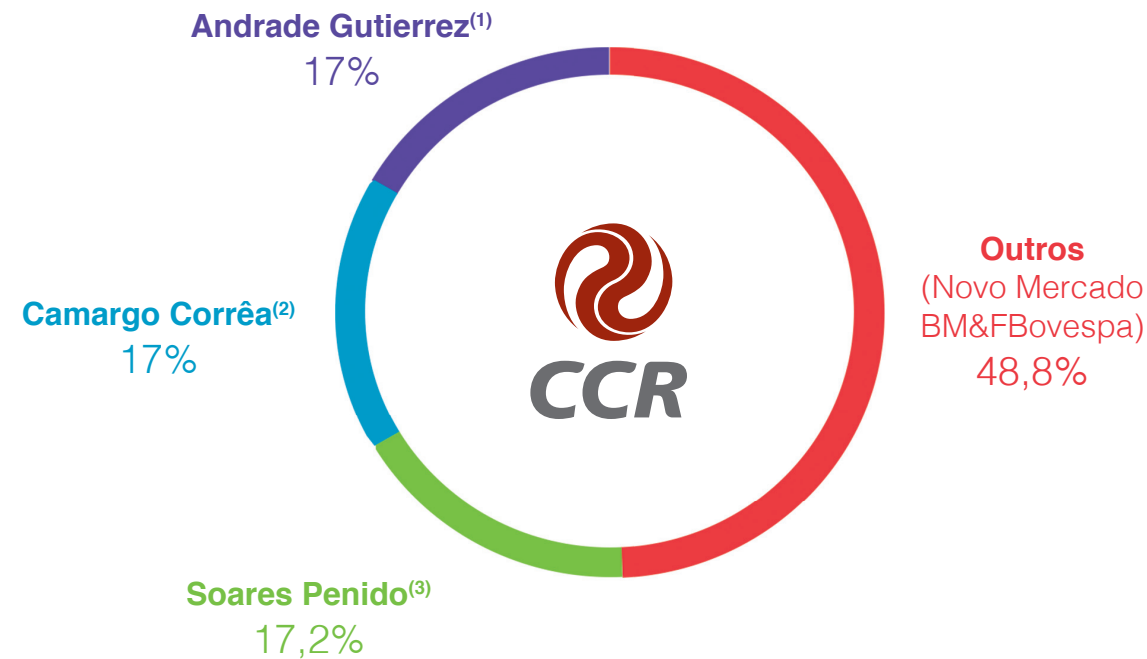 Andrade Gutierrez(1)
17%
Outros
(Novo Mercado
BM&FBovespa)
48,8%
Camargo Corrêa(2)
17%
CCR
Soares Penido(3)
17,2%